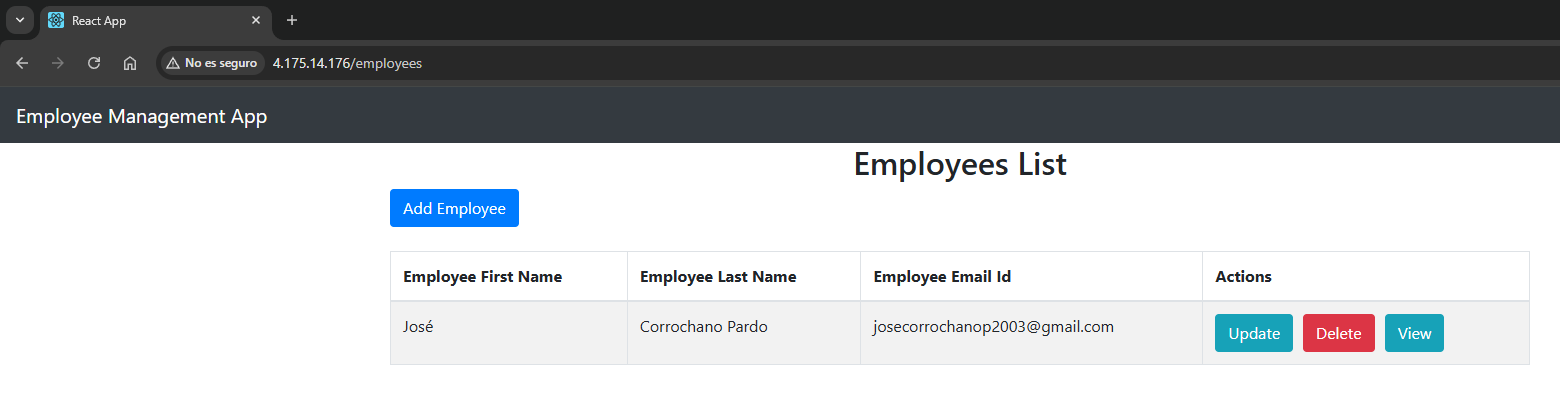 React App
No es seguro 4.175.14.176/employees
Employee Management App
Employees List
Add Employee
Employee First Name Employee Last Name Employee Email Id Actions
José Corrochano Pardo josecorrochanop2003@gmail.com Update Delete View